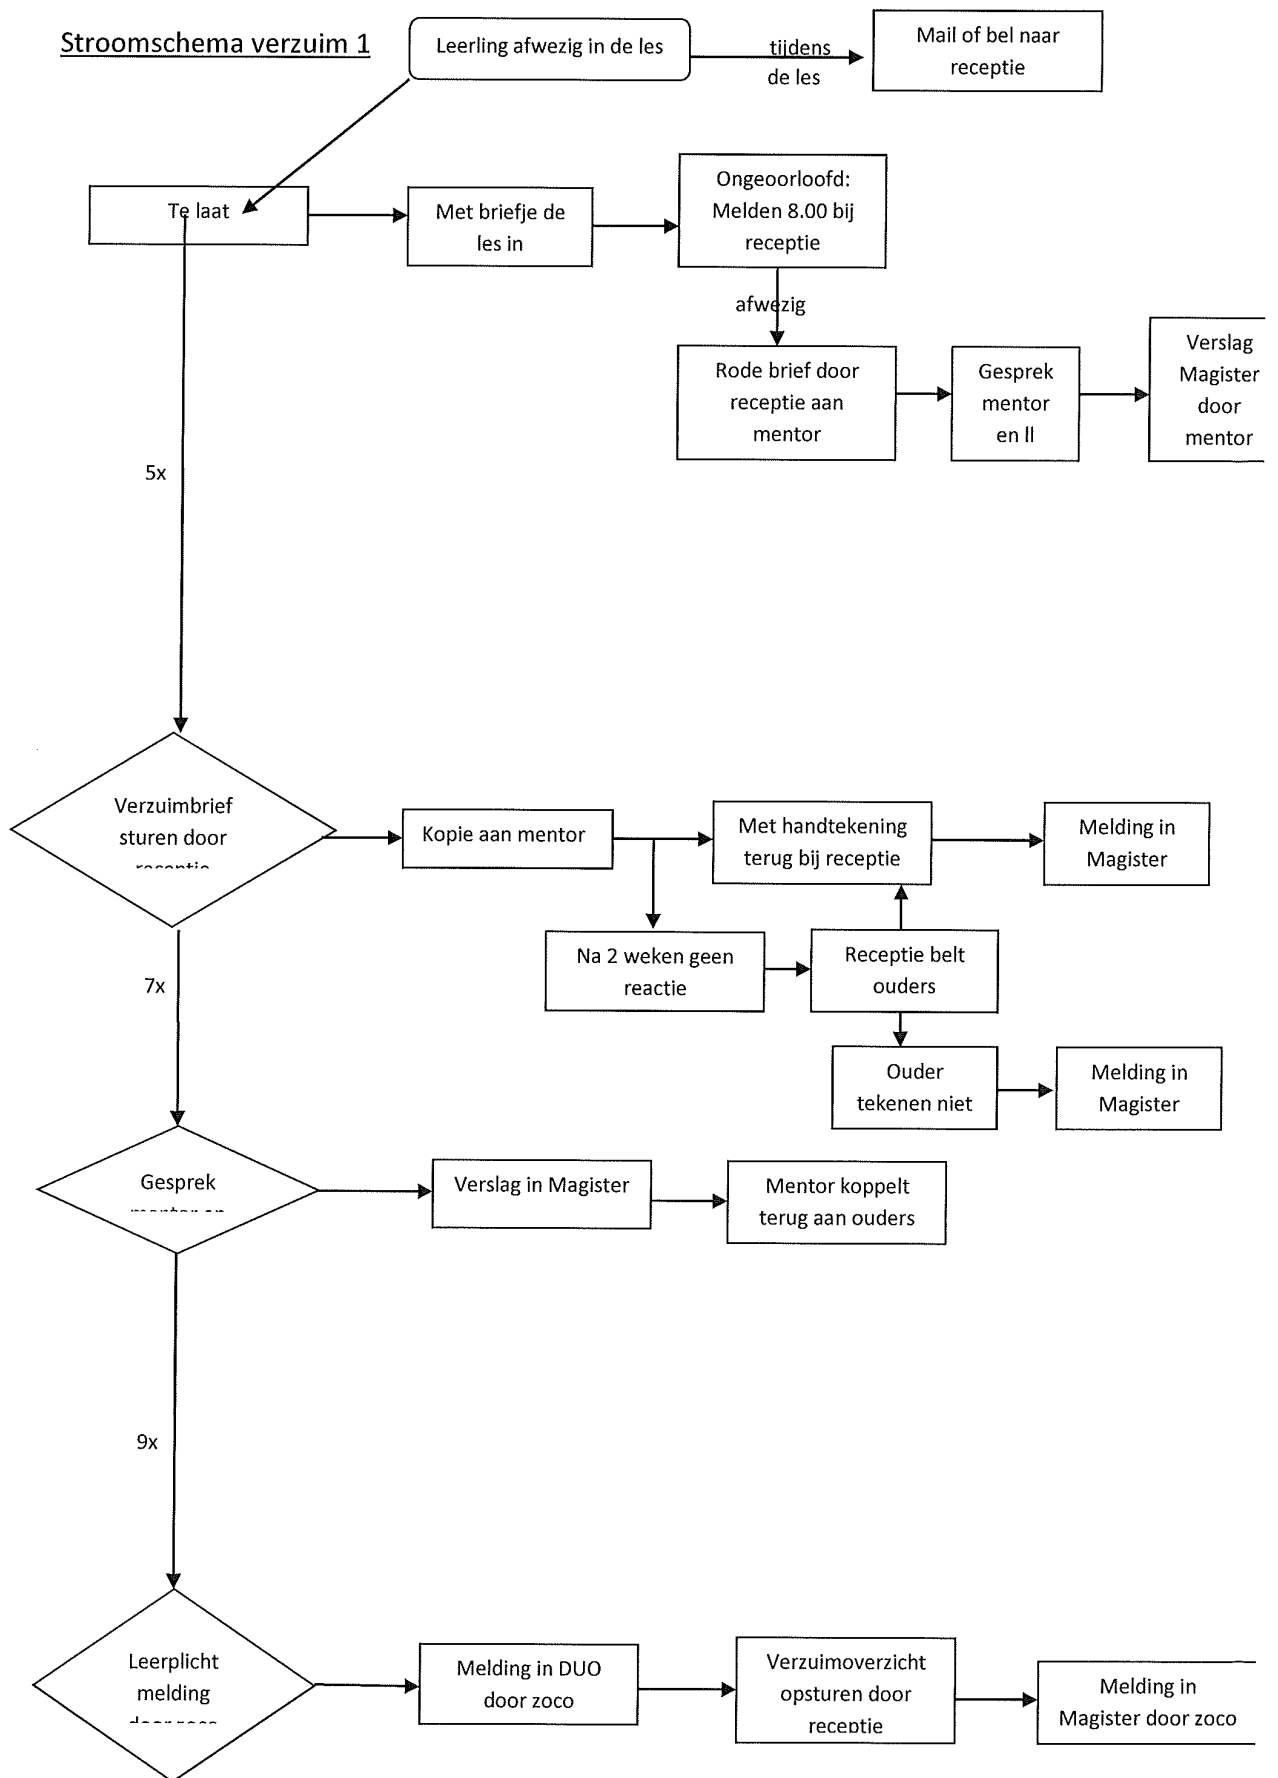 Stroomschema verzuim 1
Leerling afwezig in de les
tijdens
de les
Mail of bel naar
receptie
Te laat
Met briefje de
les in
Ongeoorloofd:
Melden 8.00 bij
receptie
afwezig
Rode brief door
receptie aan
mentor
Gesprek
mentor
en ll
Verslag
Magister
door
mentor
5x
Verzuimbrief
sturen door
receptie
Kopie aan mentor
Met handtekening
terug bij receptie
Melding in
Magister
Na 2 weken geen
reactie
Receptie belt
ouders
7x
Ouder
tekenen niet
Melding in
Magister
Gesprek
mentor en
Verslag in Magister
Mentor koppelt
terug aan ouders
9x
Leerplicht
melding
door zoco
Melding in DUO
door zoco
Verzuimoverzicht
opsturen door
receptie
Melding in
Magister door zoco